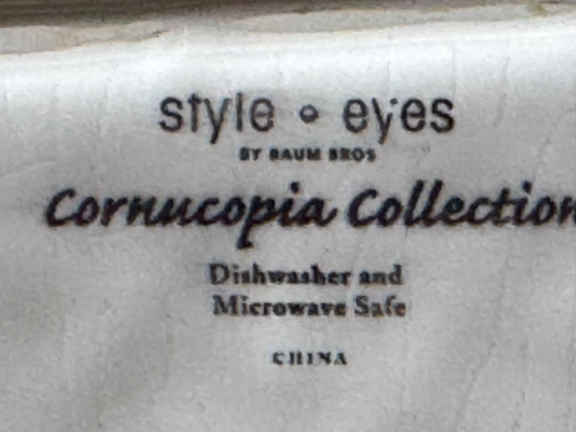 style • eyes
BY BAUM BROS
Cornucopia Collection
Dishwasher and
Microwave Safe
CHINA